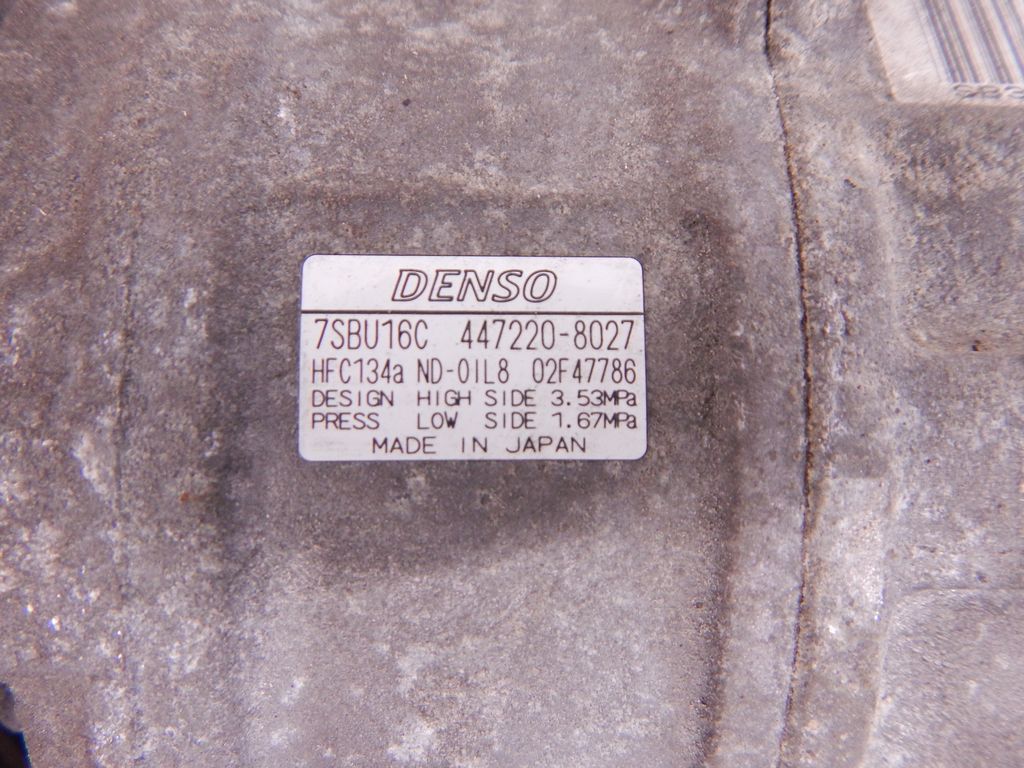 DENSO
7SBU16C 447220-8027
HFC134a ND-OIL8 02F47786
DESIGN HIGH SIDE 3.53MPa
PRESS LOW SIDE 1.67MPa
MADE IN JAPAN